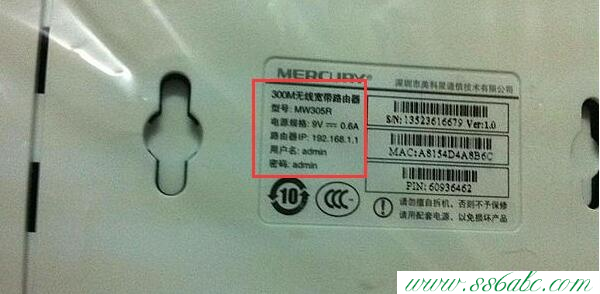 MERCURY®
深圳市美科星通信技术有限公司
300M无线宽带路由器
型号: MW305R
电源规格: 9V⎓0.6A
路由器IP: 192.168.1.1
用户名: admin
密码: admin
S/N: 13523616679 Ver:1.0
MAC:A8154D4A8B6C
PIN: 60936462
10
CCC
请勿擅自拆机，否则不予保修
请用配套电源，以免损坏产品
www.886abc.com